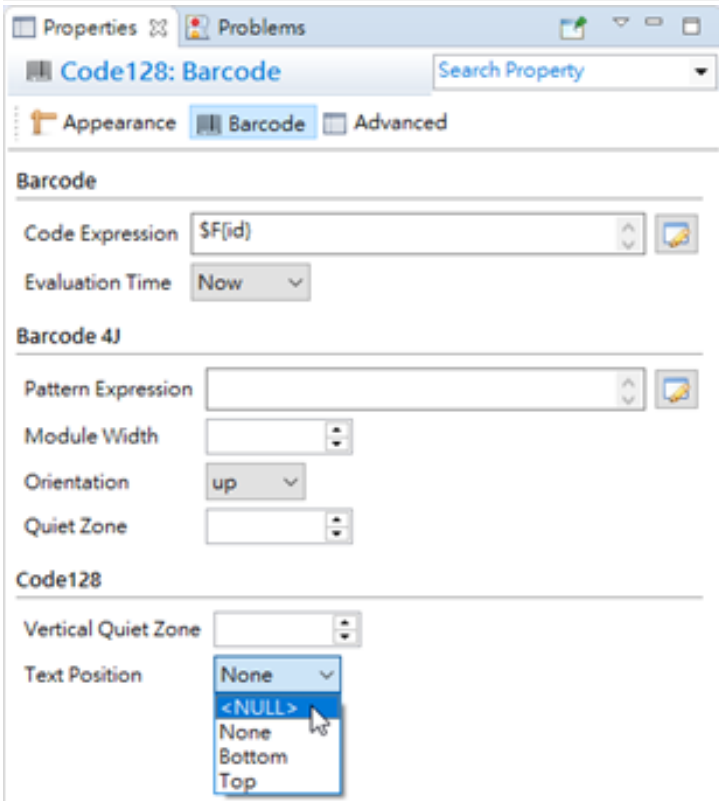 Properties Problems
Code128: Barcode Search Property
Appearance Barcode Advanced
Barcode
Code Expression $F{id}
Evaluation Time Now
Barcode 4J
Pattern Expression
Module Width
Orientation up
Quiet Zone
Code128
Vertical Quiet Zone
Text Position None
<NULL>
None
Bottom
Top